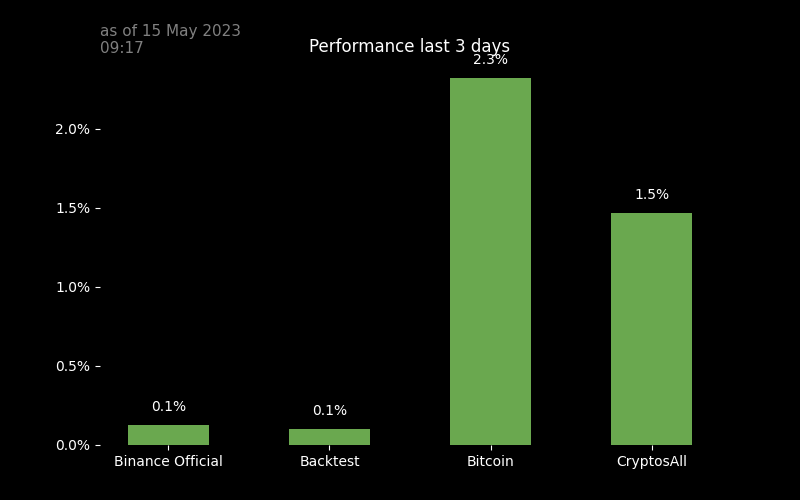 as of 15 May 2023
09:17
Performance last 3 days
2.3%
2.0%
1.5%
1.5%
1.0%
0.5%
0.1%
0.1%
0.0%
Binance Official
Backtest
Bitcoin
CryptosAll